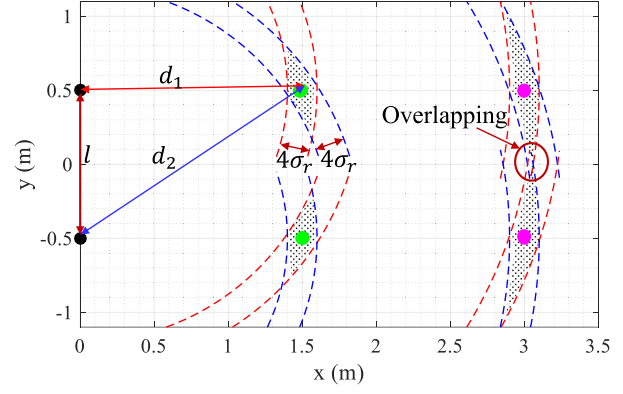 1
0.5
0
-0.5
-1
y (m)
d₁
d₂
l
4σᵣ 4σᵣ
Overlapping
0 0.5 1 1.5 2 2.5 3 3.5
x (m)